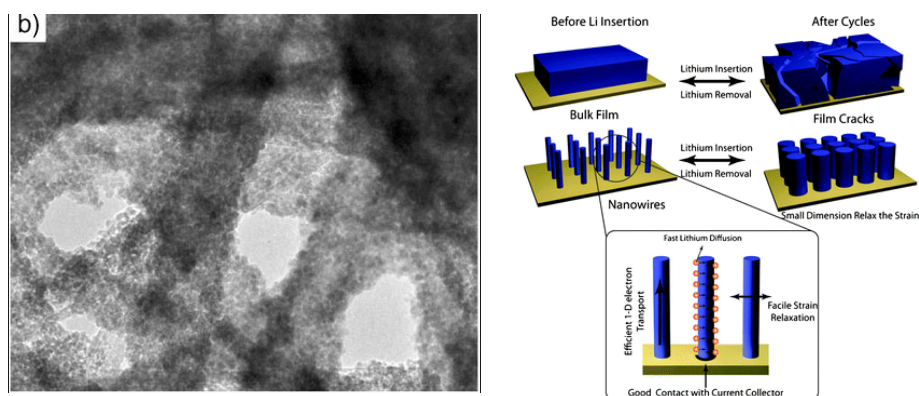 b)
Before Li Insertion
After Cycles
Lithium Insertion
Lithium Removal
Bulk Film
Film Cracks
Lithium Insertion
Lithium Removal
Nanowires
Small Dimension Relax the Strain
Fast Lithium Diffusion
Efficient 1-D electron
Transport
Facile Strain
Relaxation
Good Contact with Current Collector